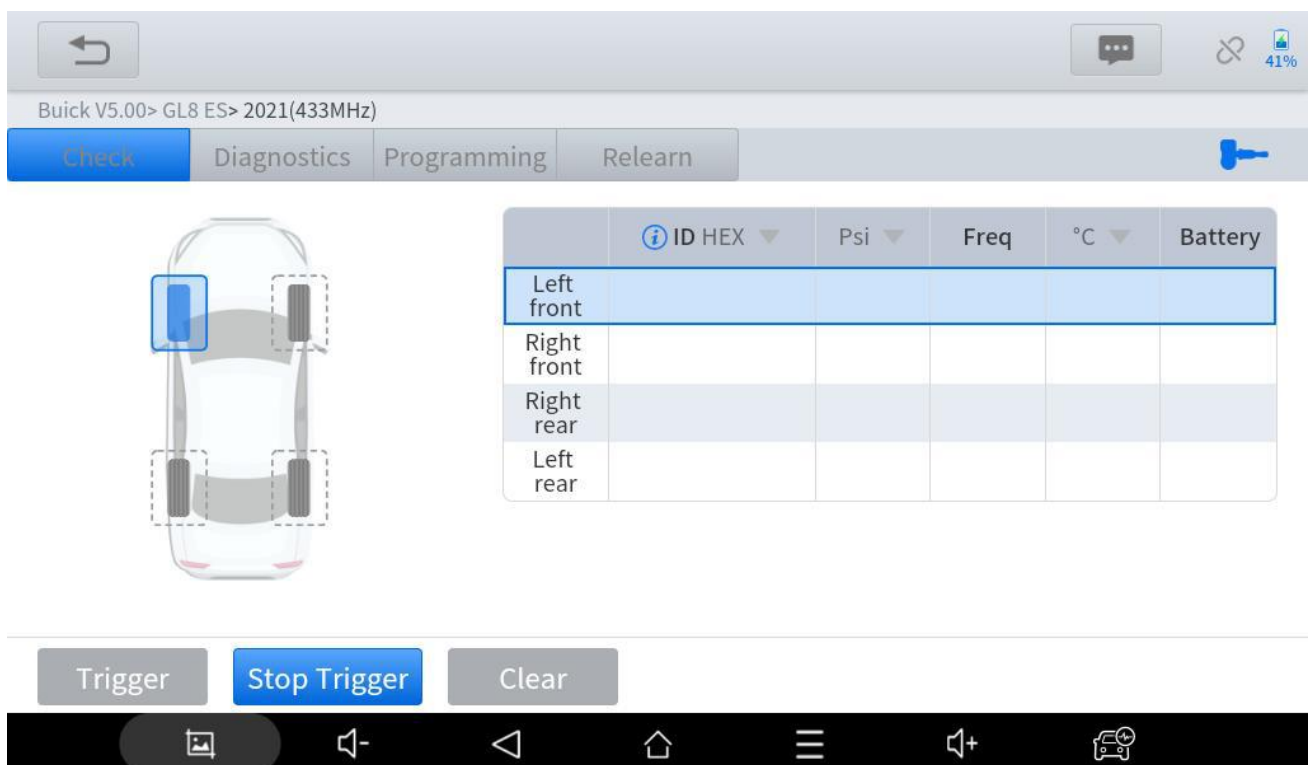 41%
Buick V5.00> GL8 ES> 2021(433MHz)
Check Diagnostics Programming Relearn
ID HEX Psi Freq °C Battery
Left
front
Right
front
Right
rear
Left
rear
Trigger Stop Trigger Clear